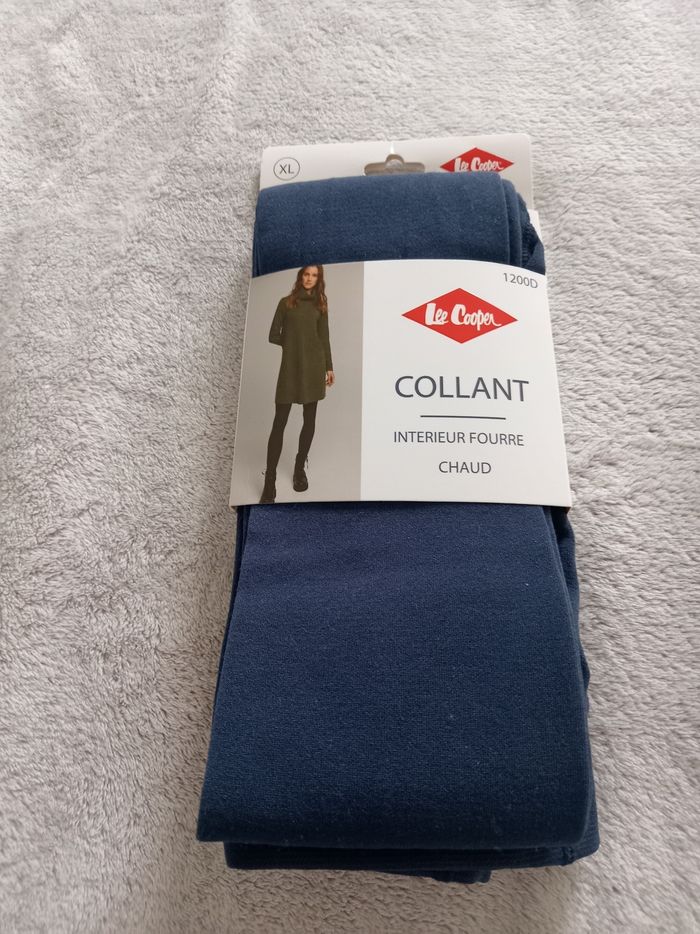 XL
Lee Cooper
1200D
Lee Cooper
COLLANT
INTERIEUR FOURRE
CHAUD